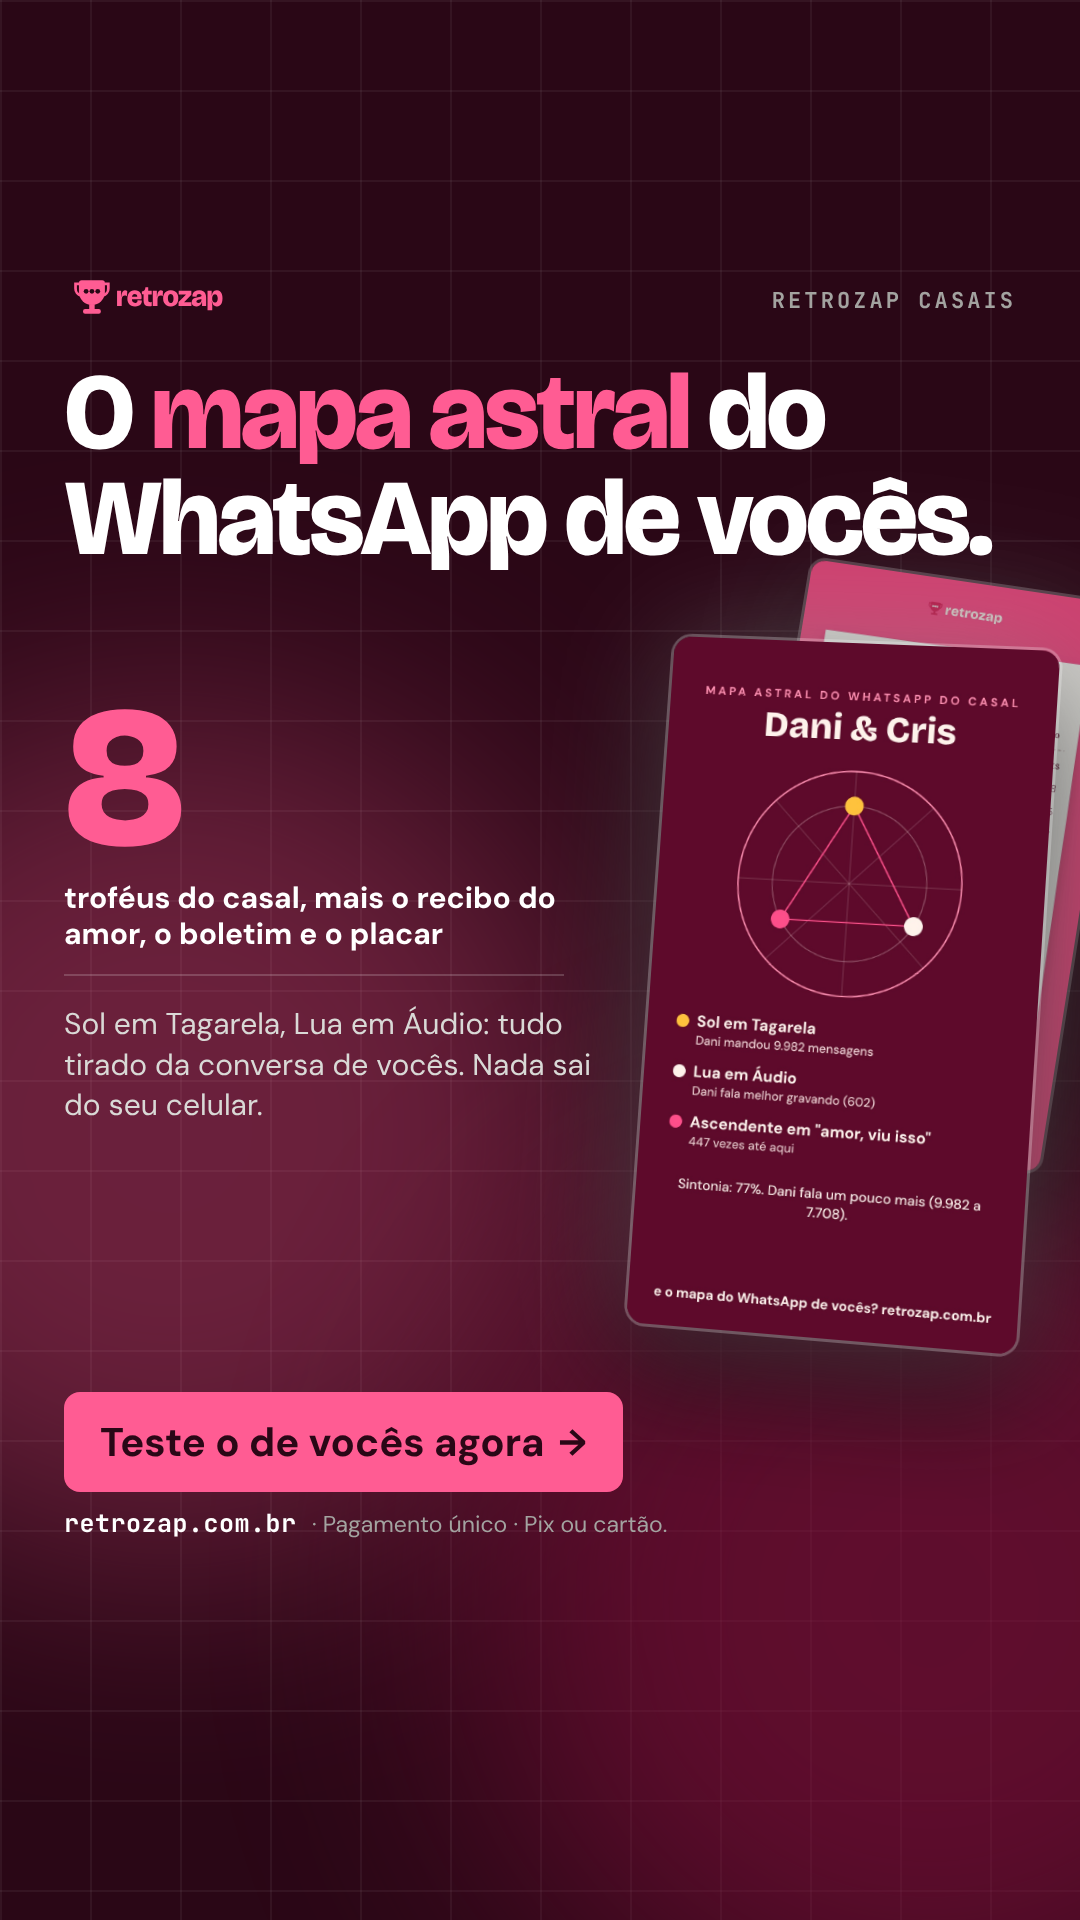 retrozap
RETROZAP CASAIS
O mapa astral do
WhatsApp de vocês.
retrozap
MAPA ASTRAL DO WHATSAPP DO CASAL
Dani & Cris
8
troféus do casal, mais o recibo do
amor, o boletim e o placar
Sol em Tagarela, Lua em Áudio: tudo
tirado da conversa de vocês. Nada sai
do seu celular.
Sol em Tagarela
Dani mandou 9.982 mensagens
Lua em Áudio
Dani fala melhor gravando (602)
Ascendente em "amor, viu isso"
447 vezes até aqui
Sintonia: 77%. Dani fala um pouco mais (9.982 a
7.708).
e o mapa do WhatsApp de vocês? retrozap.com.br
Teste o de vocês agora →
retrozap.com.br · Pagamento único · Pix ou cartão.